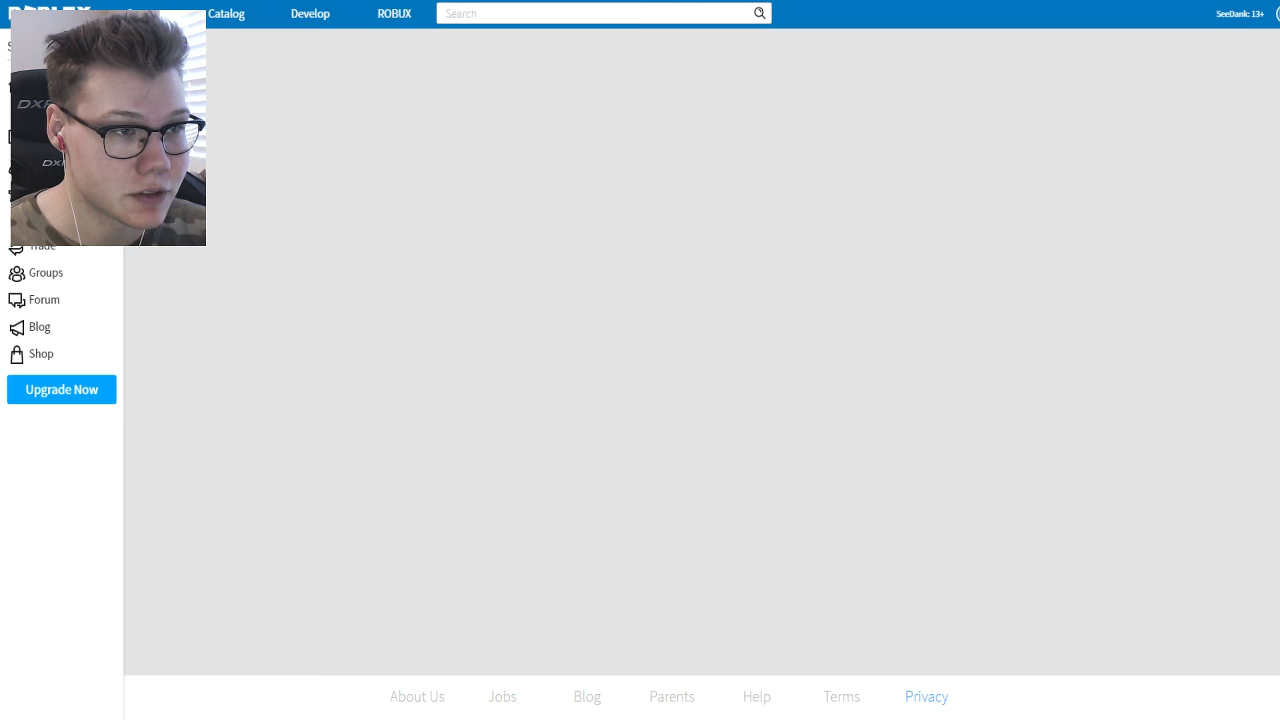 Catalog
Develop
ROBUX
Search
SeeDank: 13+
Trade
Groups
Forum
Blog
Shop
Upgrade Now
About Us
Jobs
Blog
Parents
Help
Terms
Privacy